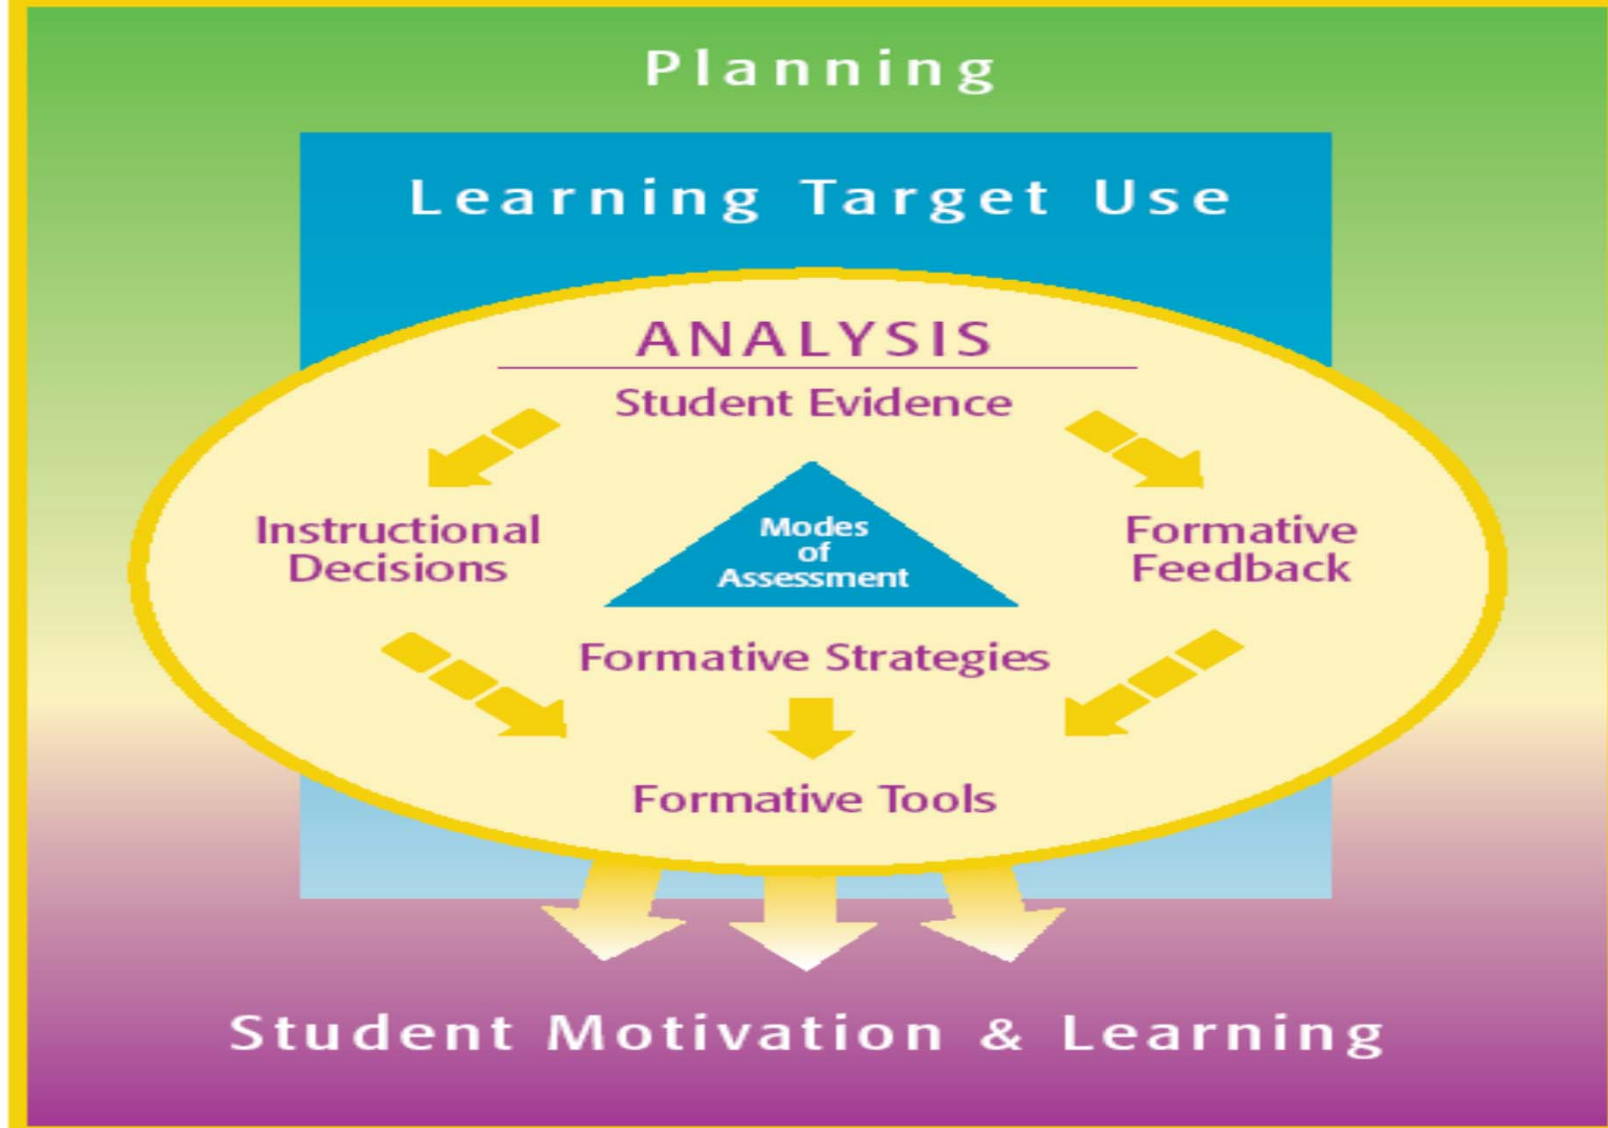 Planning
Learning Target Use
ANALYSIS
Student Evidence
Instructional
Decisions
Modes
of
Assessment
Formative
Feedback
Formative Strategies
Formative Tools
Student Motivation & Learning